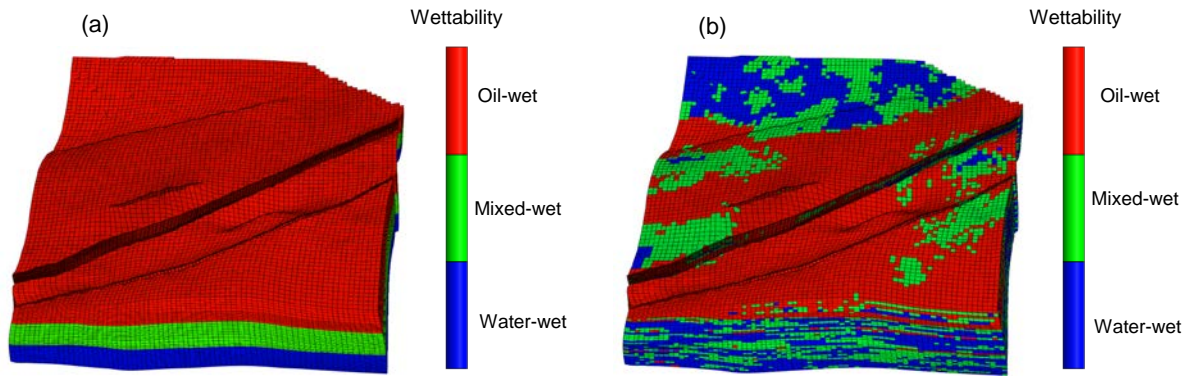 (a)
Wettability
Oil-wet
Mixed-wet
Water-wet
(b)
Wettability
Oil-wet
Mixed-wet
Water-wet